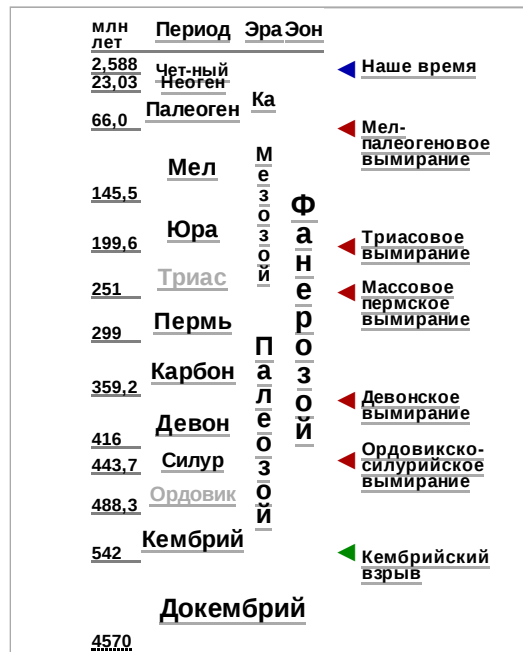 млн лет Период Эра Эон
2,588 Чет-ный
Наше время
23,03 Неоген
Ка
66,0 Палеоген
Мел-
палеогеновое
вымирание
Мел
Мезозой
145,5
Фанерозой
Юра
199,6
Триасовое
вымирание
Триас
251
Массовое
пермское
вымирание
Пермь
299
Палеозой
Карбон
359,2
Девонское
вымирание
Девон
416
Силур
443,7
Ордовикско-
силурийское
вымирание
Ордовик
488,3
Кембрий
542
Кембрийский
взрыв
Докембрий
4570